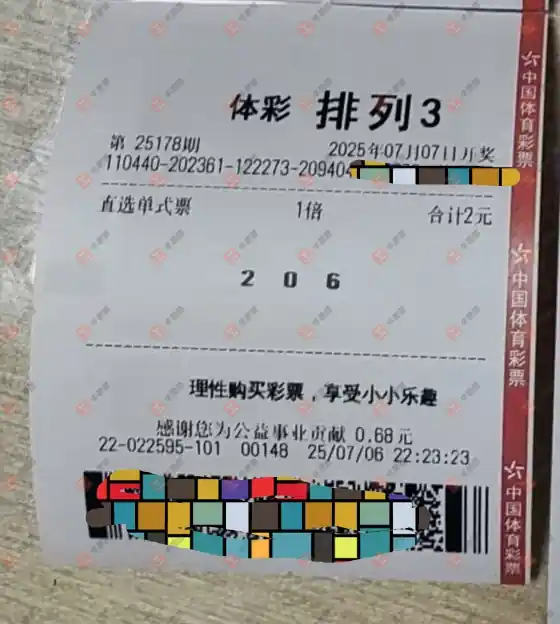 体彩 排列3
第 25178期 2025年07月07日开奖
110440-202361-122273-20940
直选单式票 1倍 合计2元
2 0 6
理性购买彩票，享受小小乐趣
感谢您为公益事业贡献 0.68元
22-022595-101 00148 25/07/06 22:23:23
中国体育彩票
中国体育彩票
中国体育彩票